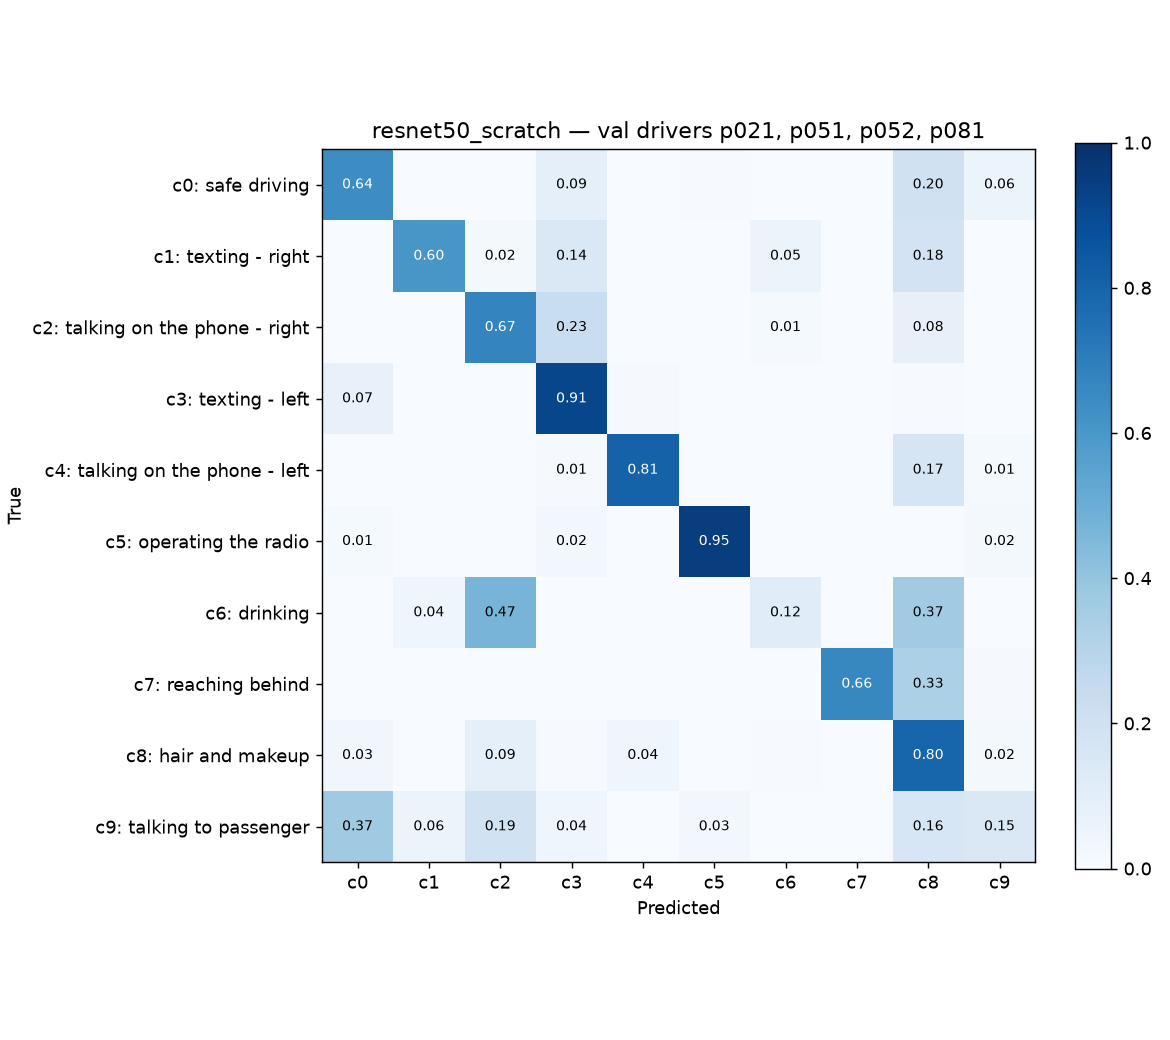 resnet50_scratch — val drivers p021, p051, p052, p081
1.0
c0: safe driving 0.64 0.09 0.20 0.06
c1: texting - right 0.60 0.02 0.14 0.05 0.18
0.8
c2: talking on the phone - right 0.67 0.23 0.01 0.08
c3: texting - left 0.07 0.91
0.6
c4: talking on the phone - left 0.01 0.81 0.17 0.01
True
c5: operating the radio 0.01 0.02 0.95 0.02
0.4
c6: drinking 0.04 0.47 0.12 0.37
c7: reaching behind 0.66 0.33
0.2
c8: hair and makeup 0.03 0.09 0.04 0.80 0.02
c9: talking to passenger 0.37 0.06 0.19 0.04 0.03 0.16 0.15
0.0
c0 c1 c2 c3 c4 c5 c6 c7 c8 c9
Predicted